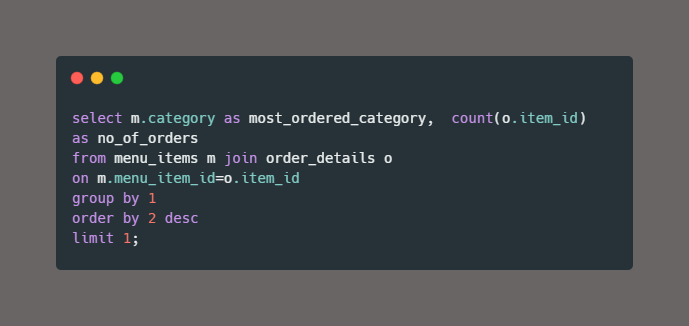 select m.category as most_ordered_category,  count(o.item_id)
as no_of_orders
from menu_items m join order_details o
on m.menu_item_id=o.item_id
group by 1
order by 2 desc
limit 1;